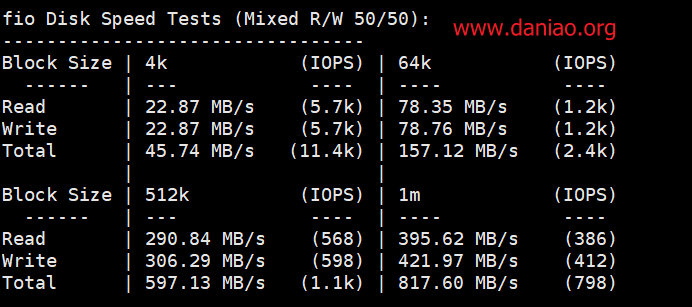 fio Disk Speed Tests (Mixed R/W 50/50):
www.daniao.org
---------------------------------
Block Size | 4k            (IOPS) | 64k           (IOPS)
  ------   | ---            ----  | ----           ----
Read       | 22.87 MB/s    (5.7k) | 78.35 MB/s    (1.2k)
Write      | 22.87 MB/s    (5.7k) | 78.76 MB/s    (1.2k)
Total      | 45.74 MB/s   (11.4k) | 157.12 MB/s   (2.4k)
           |                      |
Block Size | 512k          (IOPS) | 1m            (IOPS)
  ------   | ---            ----  | ----           ----
Read       | 290.84 MB/s    (568) | 395.62 MB/s    (386)
Write      | 306.29 MB/s    (598) | 421.97 MB/s    (412)
Total      | 597.13 MB/s   (1.1k) | 817.60 MB/s    (798)